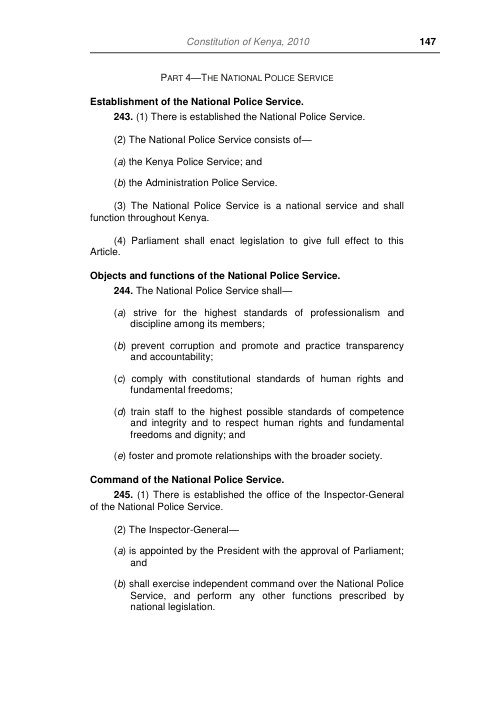 Constitution of Kenya, 2010 147
PART 4—THE NATIONAL POLICE SERVICE
Establishment of the National Police Service.
243. (1) There is established the National Police Service.
(2) The National Police Service consists of—
(a) the Kenya Police Service; and
(b) the Administration Police Service.
(3) The National Police Service is a national service and shall
function throughout Kenya.
(4) Parliament shall enact legislation to give full effect to this
Article.
Objects and functions of the National Police Service.
244. The National Police Service shall—
(a) strive for the highest standards of professionalism and
discipline among its members;
(b) prevent corruption and promote and practice transparency
and accountability;
(c) comply with constitutional standards of human rights and
fundamental freedoms;
(d) train staff to the highest possible standards of competence
and integrity and to respect human rights and fundamental
freedoms and dignity; and
(e) foster and promote relationships with the broader society.
Command of the National Police Service.
245. (1) There is established the office of the Inspector-General
of the National Police Service.
(2) The Inspector-General—
(a) is appointed by the President with the approval of Parliament;
and
(b) shall exercise independent command over the National Police
Service, and perform any other functions prescribed by
national legislation.